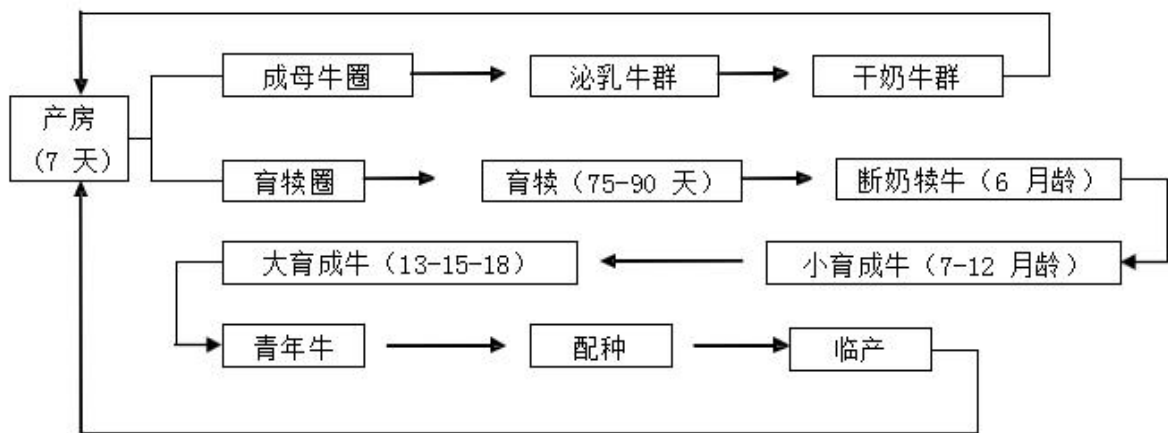 成母牛圈
泌乳牛群
干奶牛群
产房
(7 天)
育犊圈
育犊（75-90 天）
断奶犊牛（6 月龄）
大育成牛（13-15-18）
小育成牛（7-12 月龄）
青年牛
配种
临产